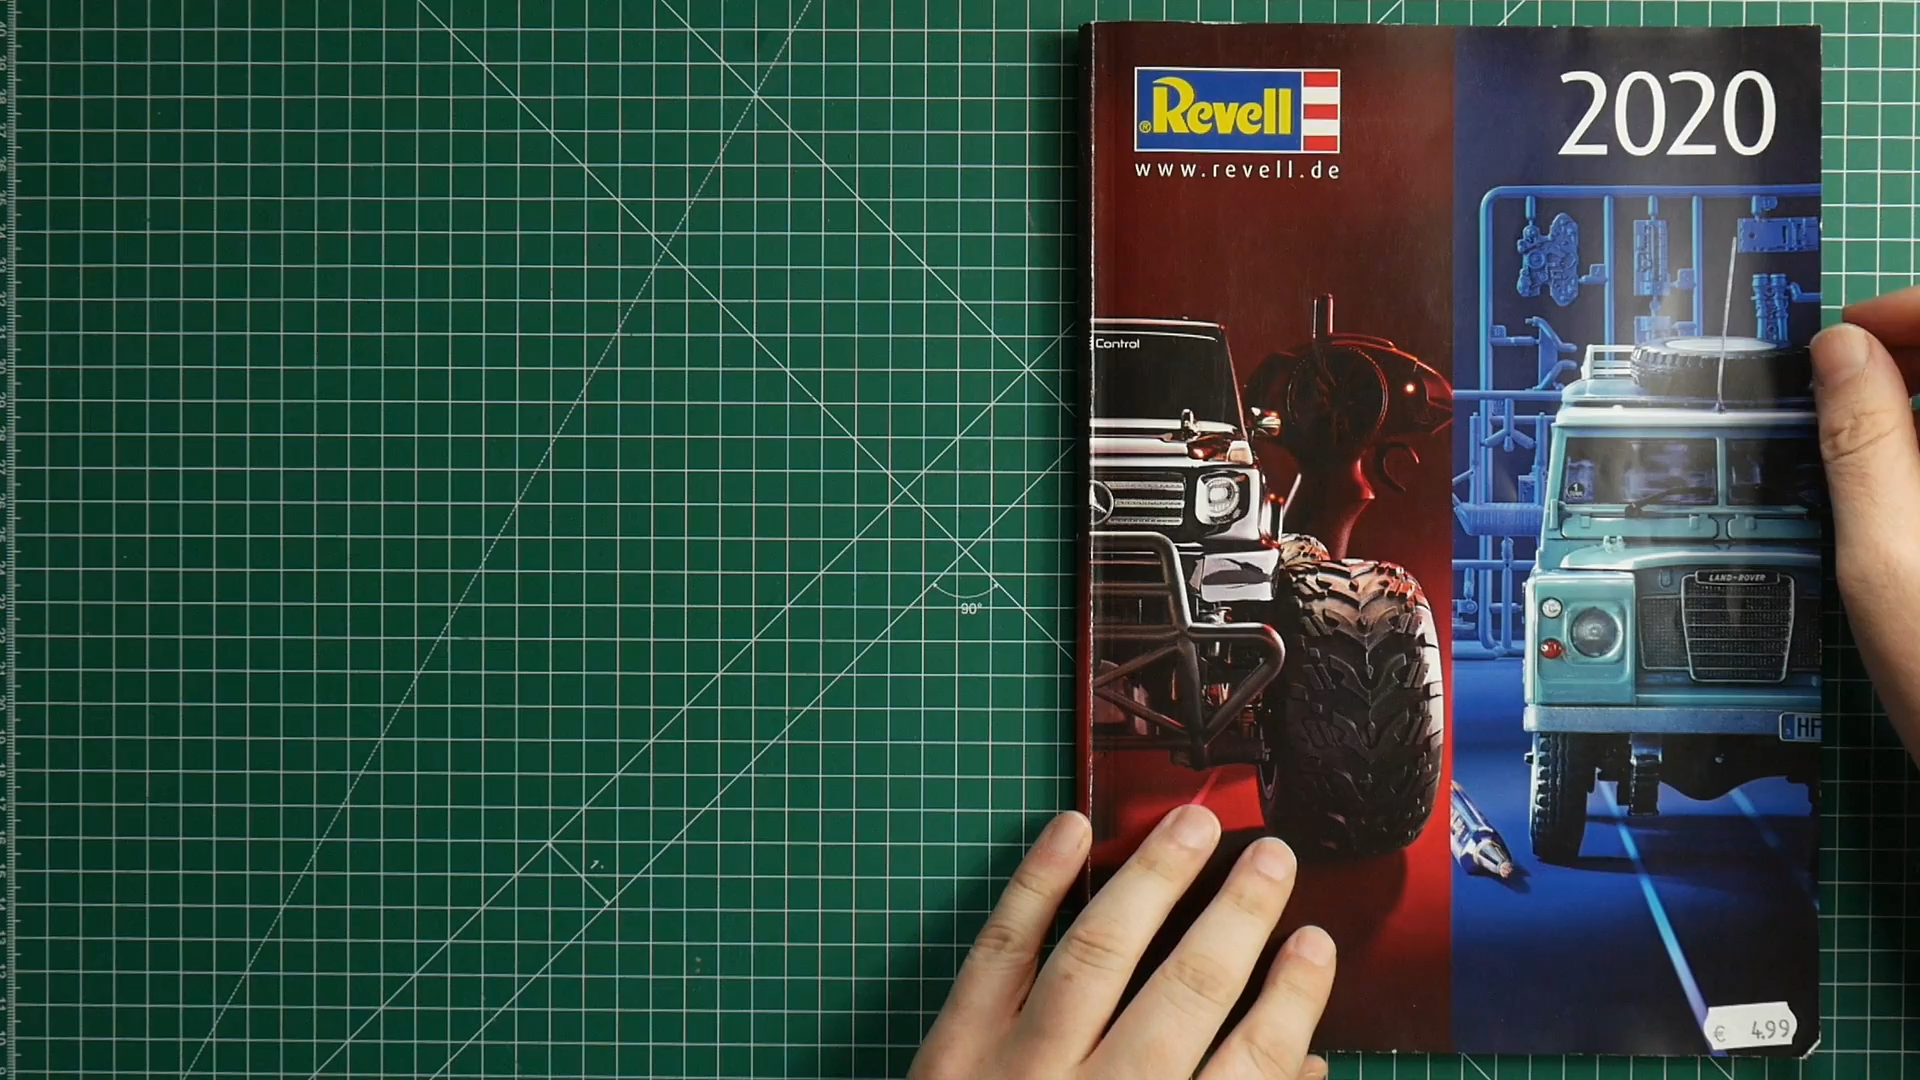 ® Revell
www.revell.de
2020
Control
LAND-ROVER
HF
€ 4.99
90°